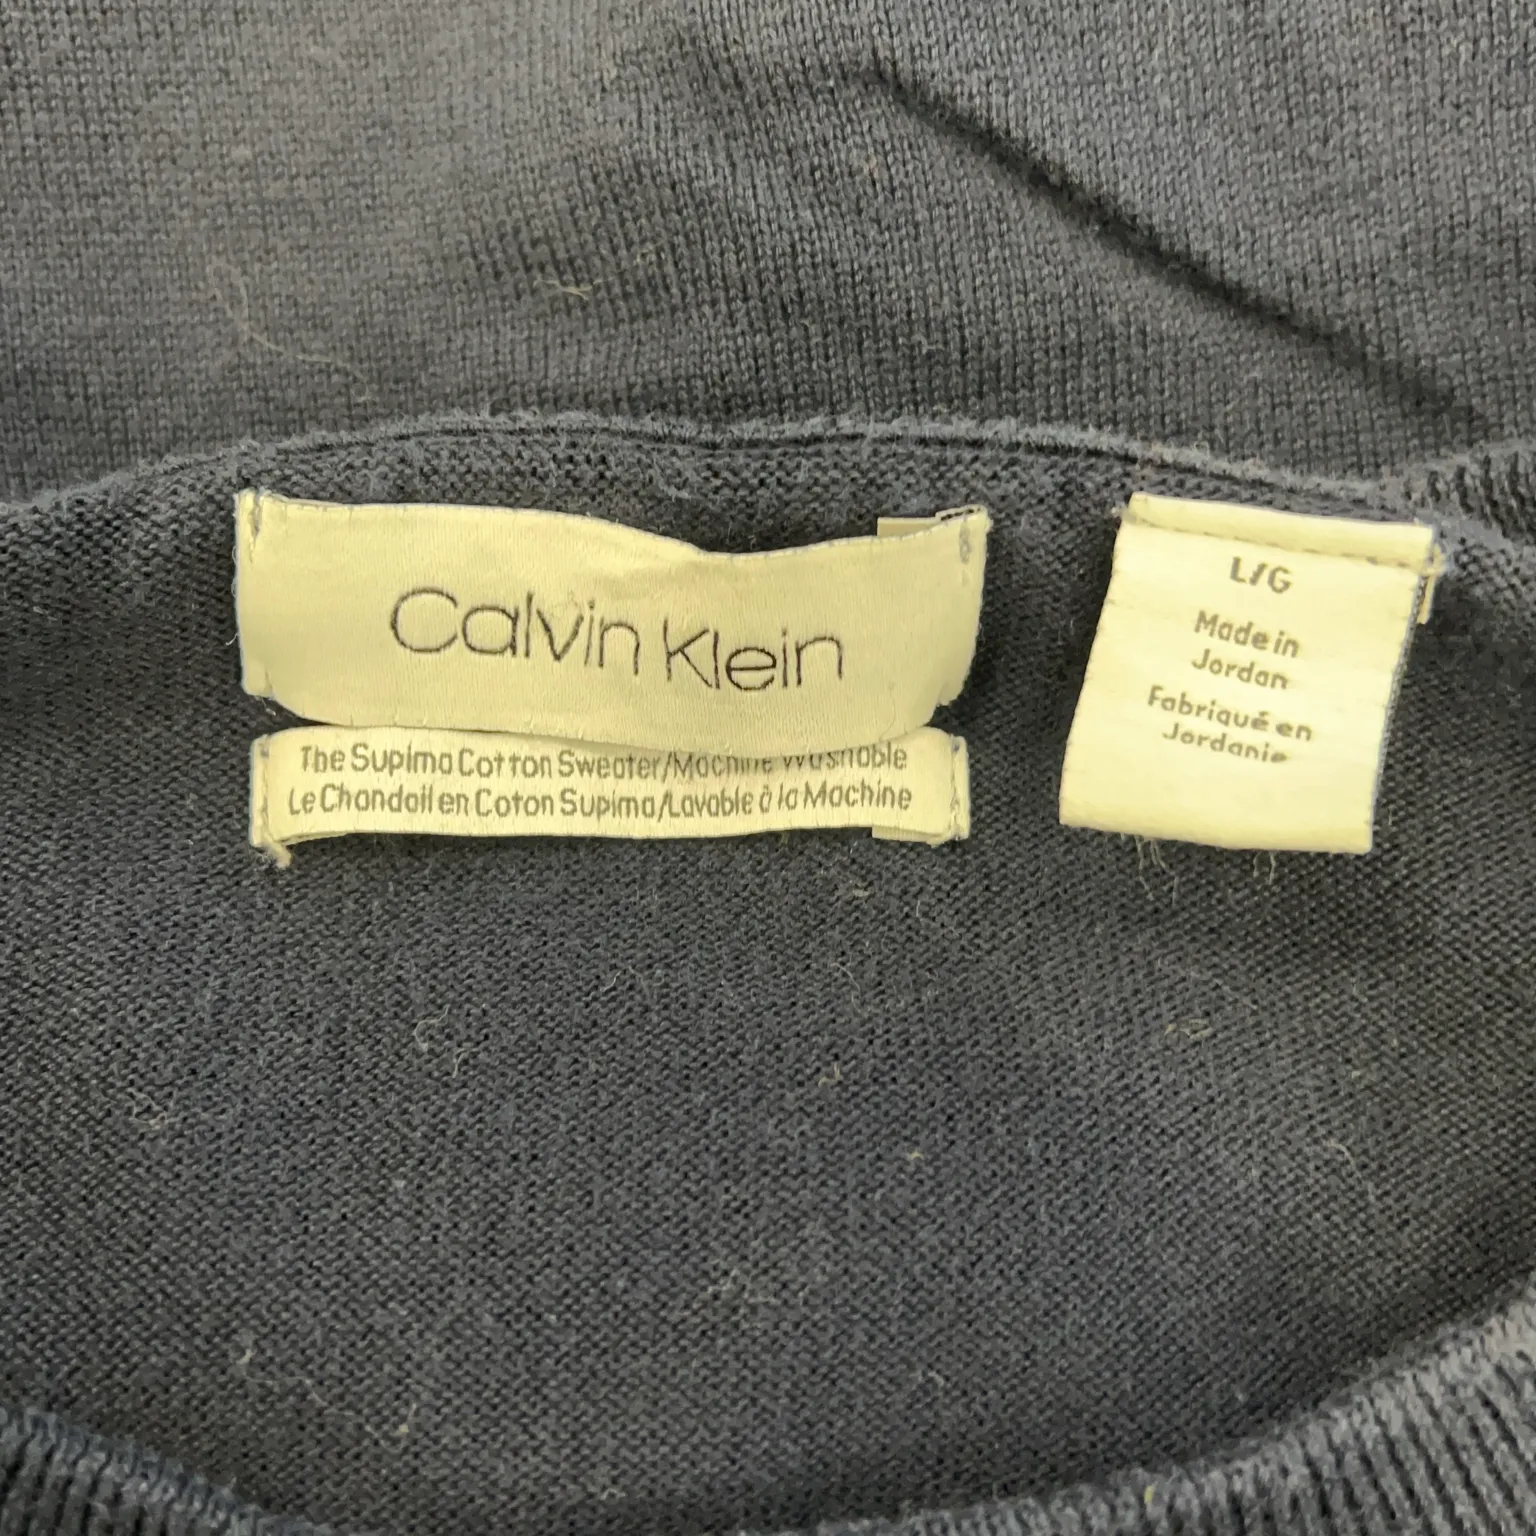 Calvin Klein
The Supima Cotton Sweater/Machine Washable
Le Chandail en Coton Supima/Lavable à la Machine
L/G
Made in
Jordan
Fabriqué en
Jordanie